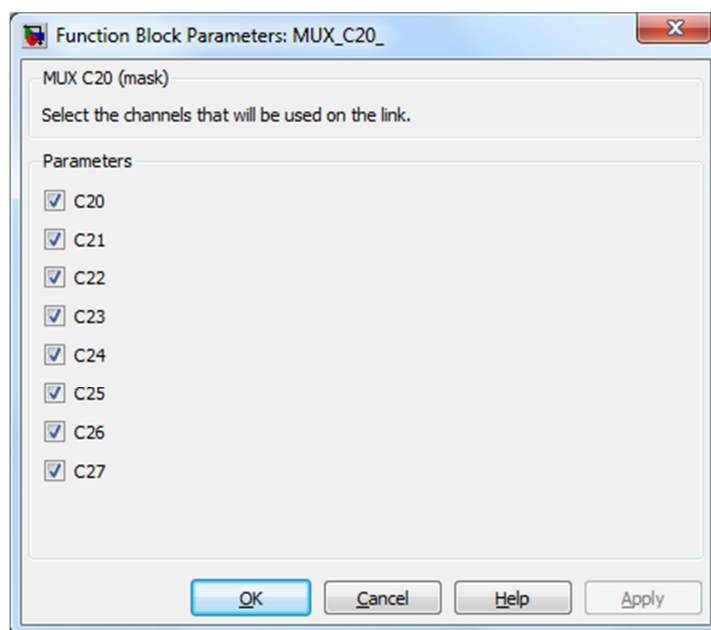 Function Block Parameters: MUX_C20_
MUX C20 (mask)
Select the channels that will be used on the link.
Parameters
C20
C21
C22
C23
C24
C25
C26
C27
OK Cancel Help Apply